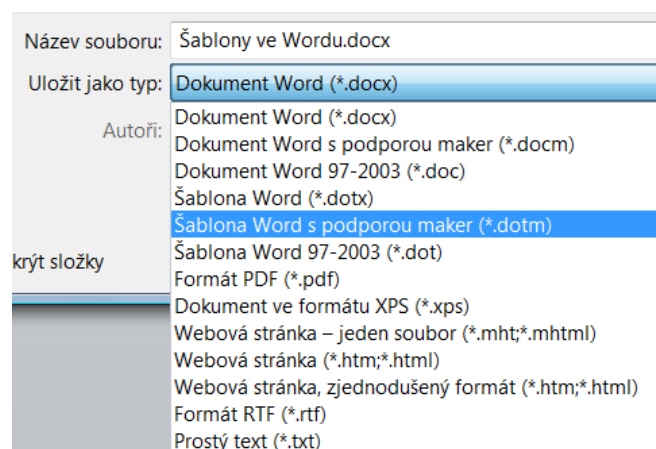 Název souboru: Šablony ve Wordu.docx
Uložit jako typ: Dokument Word (*.docx)
Autoři:
Dokument Word (*.docx)
Dokument Word s podporou maker (*.docm)
Dokument Word 97-2003 (*.doc)
Šablona Word (*.dotx)
Šablona Word s podporou maker (*.dotm)
Šablona Word 97-2003 (*.dot)
krýt složky
Formát PDF (*.pdf)
Dokument ve formátu XPS (*.xps)
Webová stránka – jeden soubor (*.mht;*.mhtml)
Webová stránka (*.htm;*.html)
Webová stránka, zjednodušený formát (*.htm;*.html)
Formát RTF (*.rtf)
Prostý text (*.txt)